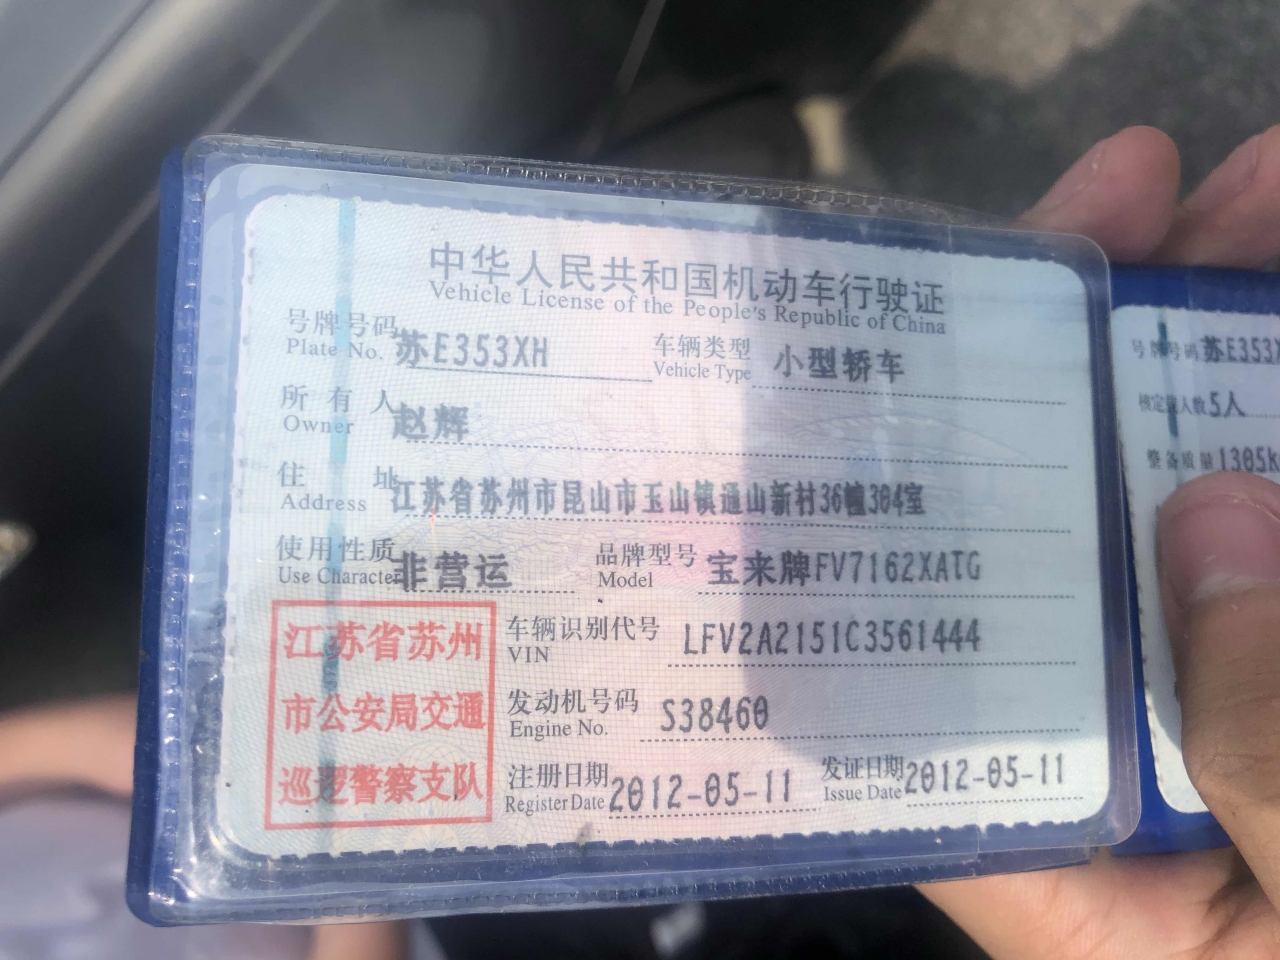 中华人民共和国机动车行驶证
Vehicle License of the People's Republic of China
号牌号码 苏E353XH 车辆类型 小型轿车
Plate No. Vehicle Type
所有人 赵辉
Owner
住址 江苏省苏州市昆山市玉山镇通山新村36幢304室
Address
使用性质 非营运 品牌型号 宝来牌FV7162XATG
Use Character Model
江苏省苏州
市公安局交通
巡逻警察支队
车辆识别代号 LFV2A2151C3561444
VIN
发动机号码 S38460
Engine No.
注册日期 2012-05-11 发证日期 2012-05-11
Register Date Issue Date
号牌号码 苏E353X
核定载人数 5人
整备质量 1305k